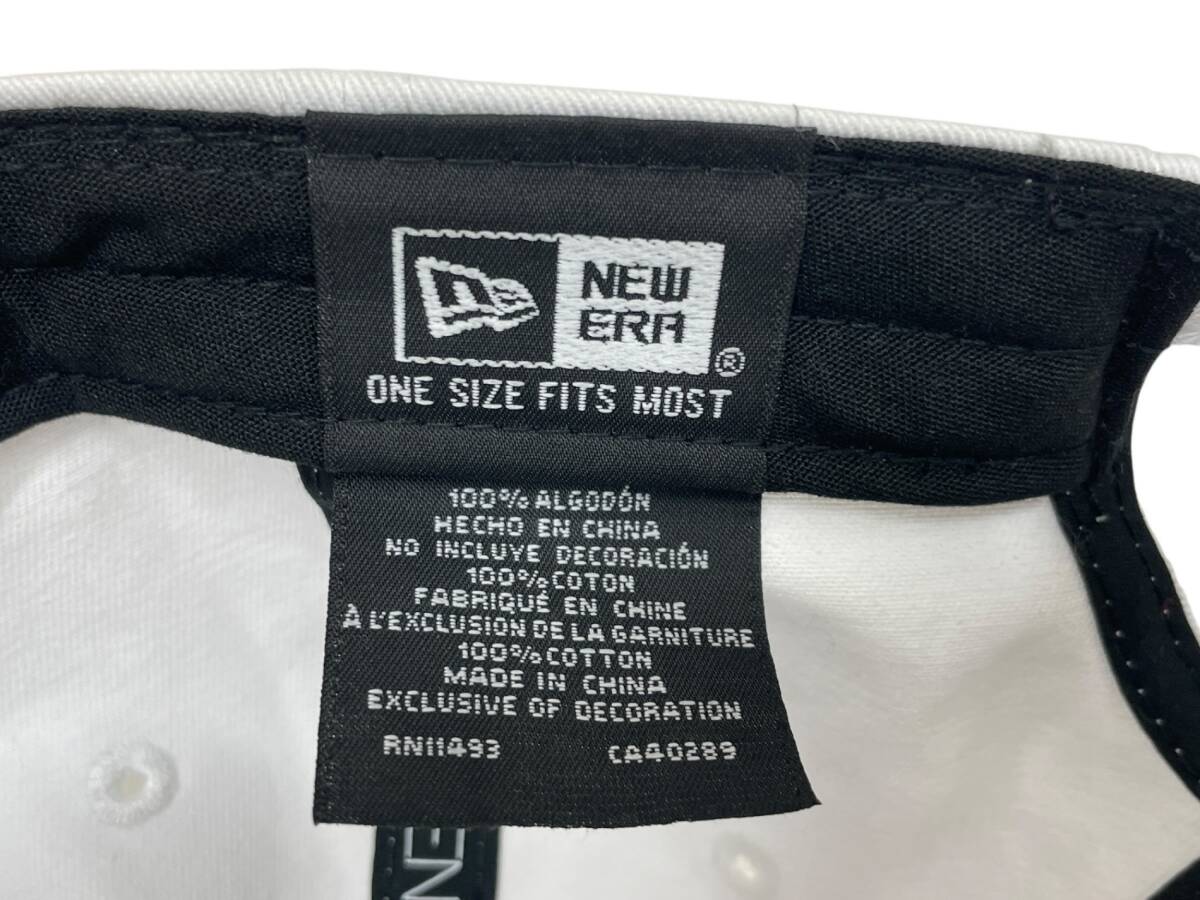 NEW
ERA
®
ONE SIZE FITS MOST
100% ALGODÓN
HECHO EN CHINA
NO INCLUYE DECORACIÓN
100% COTON
FABRIQUÉ EN CHINE
À L'EXCLUSION DE LA GARNITURE
100% COTTON
MADE IN CHINA
EXCLUSIVE OF DECORATION
RN11493 CA40289
NE